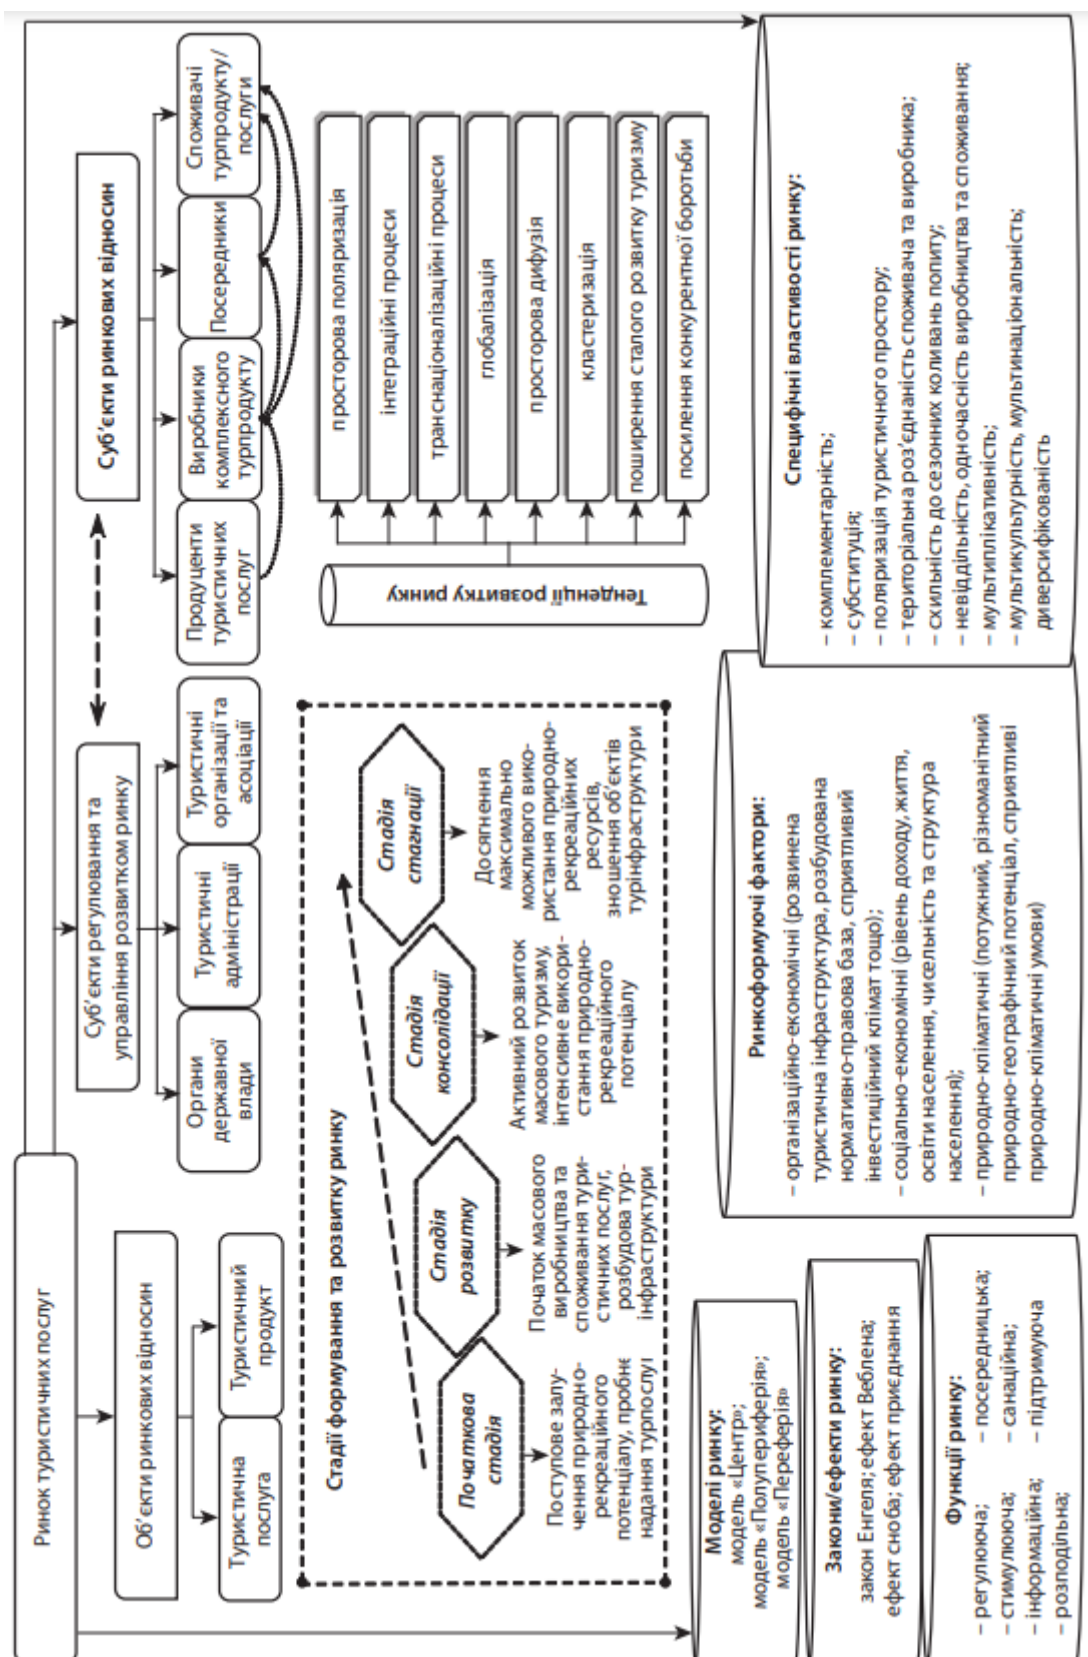 Ринок туристичних послуг
Об’єкти ринкових відносин
Туристична
послуга
Туристичний
продукт
Суб’єкти регулювання та
управління розвитком ринку
Органи
державної
влади
Туристичні
адміністрації
Туристичні
організації та
асоціації
Суб’єкти ринкових відносин
Продуценти
туристичних
послуг
Виробники
комплексного
турпродукту
Посередники
Споживачі
турпродукту/
послуги
Стадії формування та розвитку ринку
Початкова
стадія
Поступове залу-
чення природно-
рекреаційного
потенціалу, пробне
надання турпослуг
Стадія
розвитку
Початок масового
виробництва та
споживання тури-
стичних послуг,
розбудова тур-
інфраструктури
Стадія
консолідації
Активний розвиток
масового туризму,
інтенсивне викори-
стання природно-
рекреаційного
потенціалу
Стадія
стагнації
Досягнення
максимально
можливого вико-
ристання природно-
рекреаційних
ресурсів,
зношення об’єктів
турінфраструктури
Тенденції розвитку ринку
просторова поляризація
інтеграційні процеси
транснаціоналізаційні процеси
глобалізація
просторова дифузія
кластеризація
поширення сталого розвитку туризму
посилення конкурентної боротьби
Моделі ринку:
модель «Центр»;
модель «Полупериферія»;
модель «Переферія»
Закони/ефекти ринку:
закон Енгеля; ефект Веблена;
ефект сноба; ефект приєднання
Функції ринку:
– регулююча;
– стимулююча;
– інформаційна;
– розподільна;
– посередницька;
– санаційна;
– підтримуюча
Ринкоформуючі фактори:
– організаційно-економічні (розвинена
туристична інфраструктура, розбудована
нормативно-правова база, сприятливий
інвестиційний клімат тощо);
– соціально-економічні (рівень доходу, життя,
освіти населення, чисельність та структура
населення);
– природно-кліматичні (потужний, різноманітний
природно-географічний потенціал, сприятливі
природно-кліматичні умови)
Специфічні властивості ринку:
– комплементарність;
– субституція;
– поляризація туристичного простору;
– територіальна роз’єднаність споживача та виробника;
– схильність до сезонних коливань попиту;
– невіддільність, одночасність виробництва та споживання;
– мультиплікативність;
– мультикультурність, мультинаціональність;
диверсифікованість